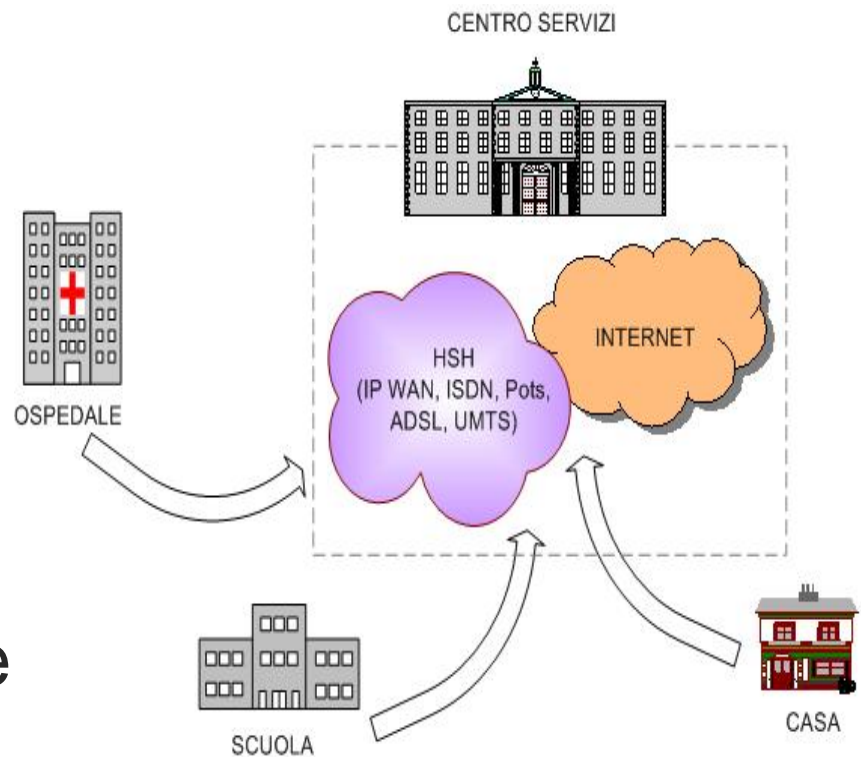 CENTRO SERVIZI
OSPEDALE
HSH
(IP WAN, ISDN, Pots,
ADSL, UMTS)
INTERNET
e
SCUOLA
CASA